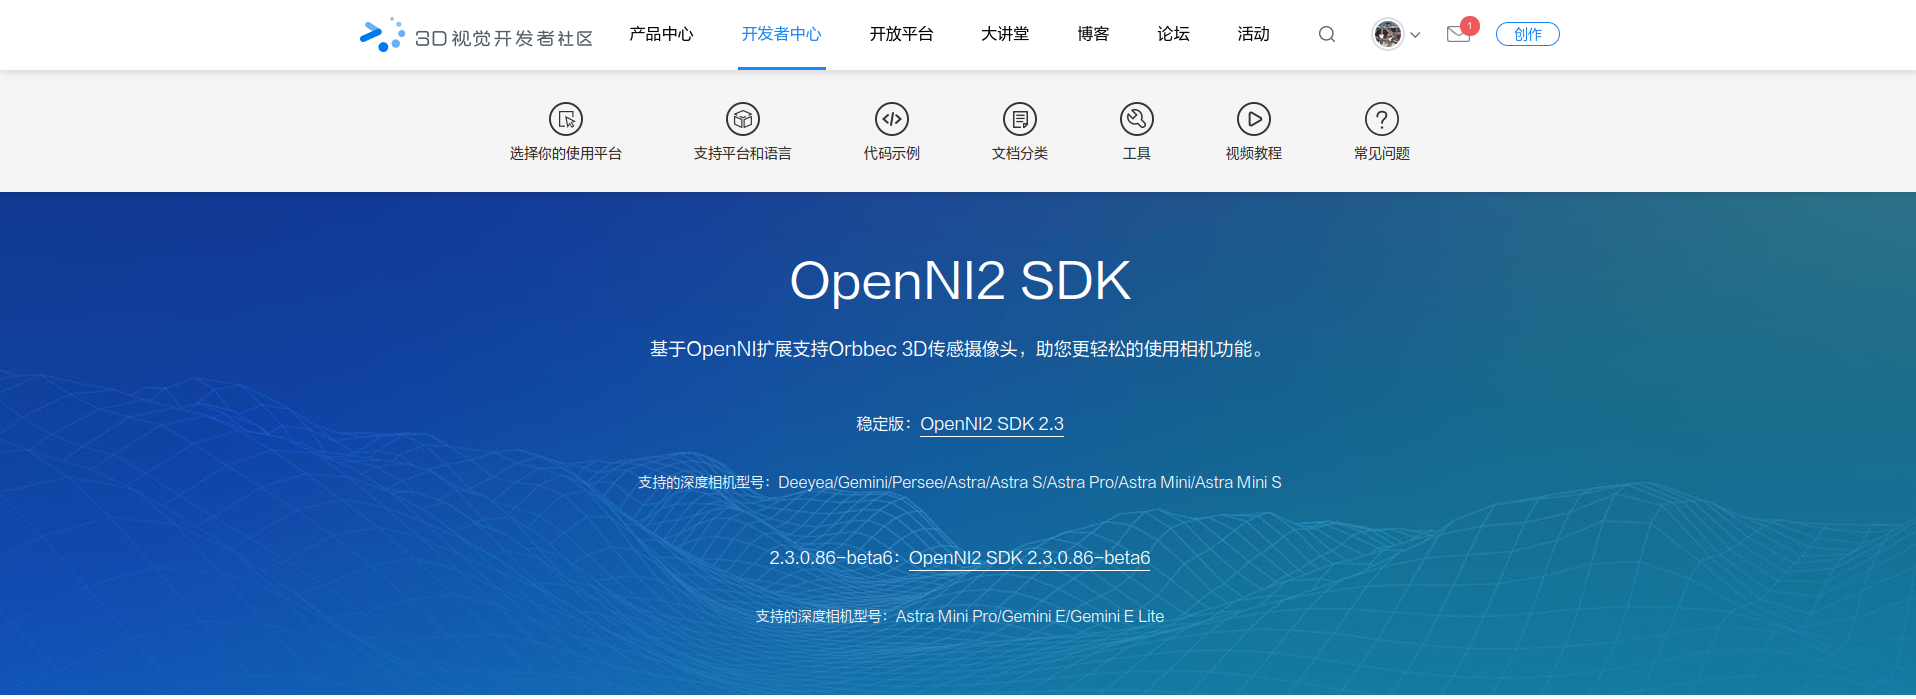 3D视觉开发者社区 产品中心 开发者中心 开放平台 大讲堂 博客 论坛 活动 1 创作
选择你的使用平台 支持平台和语言 代码示例 文档分类 工具 视频教程 常见问题
OpenNI2 SDK
基于OpenNI扩展支持Orbbec 3D传感摄像头，助您更轻松的使用相机功能。
稳定版：OpenNI2 SDK 2.3
支持的深度相机型号：Deeyea/Gemini/Persee/Astra/Astra S/Astra Pro/Astra Mini/Astra Mini S
2.3.0.86-beta6：OpenNI2 SDK 2.3.0.86-beta6
支持的深度相机型号：Astra Mini Pro/Gemini E/Gemini E Lite